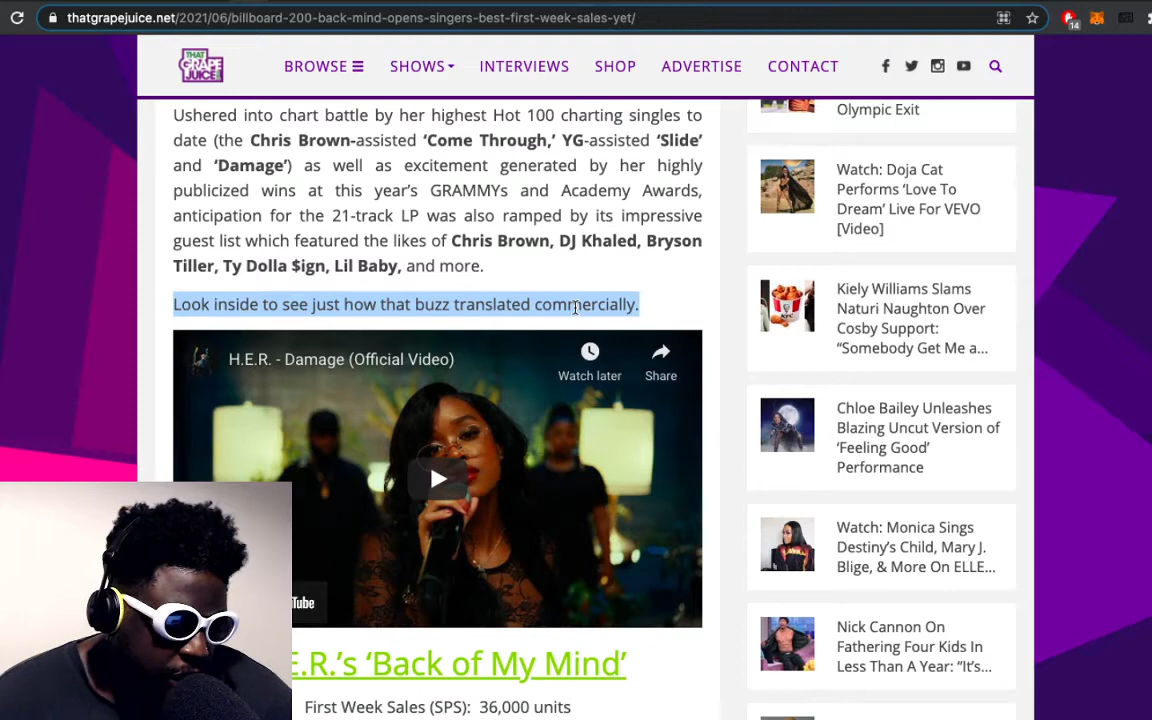 thatgrapejuice.net/2021/06/billboard-200-back-mind-opens-singers-best-first-week-sales-yet/
14
THAT GRAPE JUICE
BROWSE SHOWS INTERVIEWS SHOP ADVERTISE CONTACT
Ushered into chart battle by her highest Hot 100 charting singles to
date (the Chris Brown-assisted ‘Come Through,’ YG-assisted ‘Slide’
and ‘Damage’) as well as excitement generated by her highly
publicized wins at this year’s GRAMMYs and Academy Awards,
anticipation for the 21-track LP was also ramped by its impressive
guest list which featured the likes of Chris Brown, DJ Khaled, Bryson
Tiller, Ty Dolla $ign, Lil Baby, and more.
Look inside to see just how that buzz translated commercially.
H.E.R. - Damage (Official Video)
Watch later
Share
.E.R.’s ‘Back of My Mind’
First Week Sales (SPS): 36,000 units
Olympic Exit
Watch: Doja Cat
Performs ‘Love To
Dream’ Live For VEVO
[Video]
Kiely Williams Slams
Naturi Naughton Over
Cosby Support:
“Somebody Get Me a...
Chloe Bailey Unleashes
Blazing Uncut Version of
‘Feeling Good’
Performance
Watch: Monica Sings
Destiny’s Child, Mary J.
Blige, & More On ELLE...
Nick Cannon On
Fathering Four Kids In
Less Than A Year: “It’s...